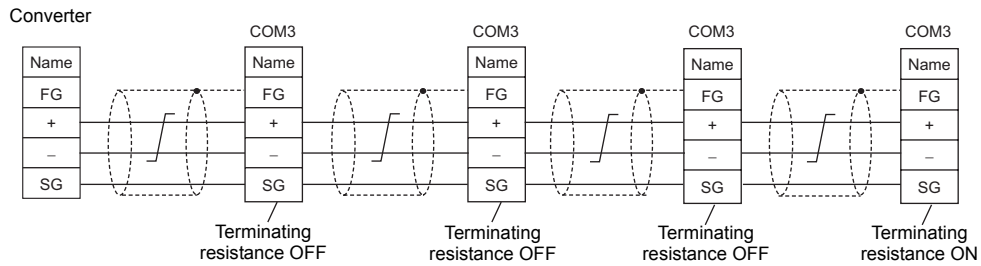 Converter
COM3 COM3 COM3 COM3
Name Name Name Name Name
FG FG FG FG FG
+ + + + +
– – – – –
SG SG SG SG SG
Terminating Terminating Terminating Terminating
resistance OFF resistance OFF resistance OFF resistance ON